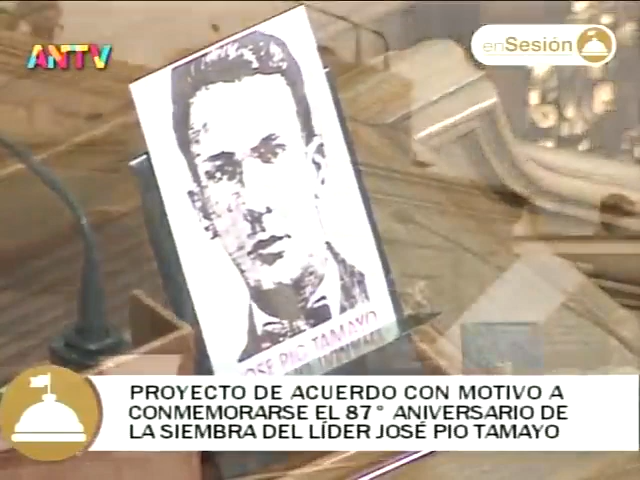 ANTV
enSesión
JOSE PIO TAMAYO
PROYECTO DE ACUERDO CON MOTIVO A
CONMEMORARSE EL 87° ANIVERSARIO DE
LA SIEMBRA DEL LÍDER JOSÉ PIO TAMAYO